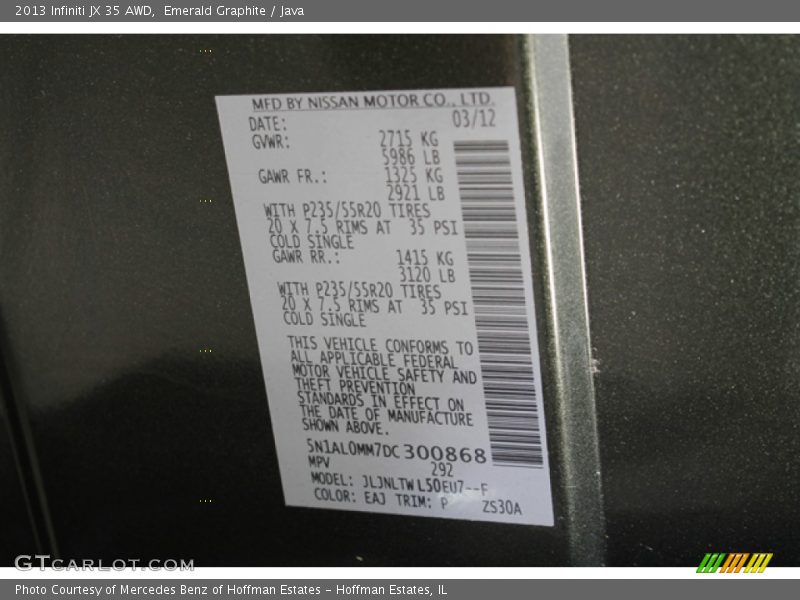 2013 Infiniti JX 35 AWD,  Emerald Graphite / Java
MFD BY NISSAN MOTOR CO., LTD.
DATE: 03/12
GVWR: 2715 KG
5986 LB
GAWR FR.: 1325 KG
2921 LB
WITH P235/55R20 TIRES
20 X 7.5 RIMS AT 35 PSI
COLD SINGLE
GAWR RR.: 1415 KG
3120 LB
WITH P235/55R20 TIRES
20 X 7.5 RIMS AT 35 PSI
COLD SINGLE
THIS VEHICLE CONFORMS TO
ALL APPLICABLE FEDERAL
MOTOR VEHICLE SAFETY AND
THEFT PREVENTION
STANDARDS IN EFFECT ON
THE DATE OF MANUFACTURE
SHOWN ABOVE.
5N1AL0MM7DC300868
MPV 292
MODEL: JLJNLTWL50EU7--F
COLOR: EAJ TRIM: P ZS30A
GTCARLOT.COM
Photo Courtesy of Mercedes Benz of Hoffman Estates - Hoffman Estates, IL